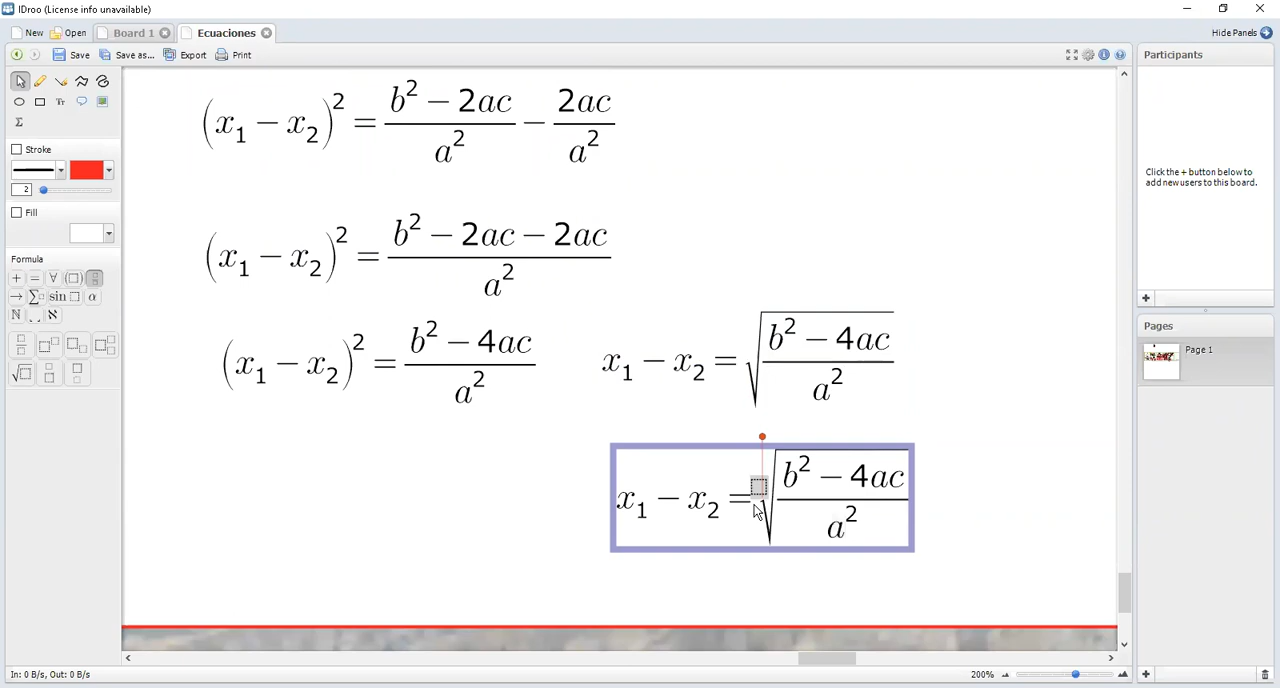 IDroo (License info unavailable)
New Open Board 1 Ecuaciones Hide Panels
Save Save as... Export Print
Participants
Click the + button below to
add new users to this board.
Pages
Page 1
Tr
Σ
Stroke
2
Fill
Formula
+ = ∀ (□)
→ Σ□ sin □ α
ℕ ℵ
(x₁ − x₂)² = (b² − 2ac)/a² − 2ac/a²
(x₁ − x₂)² = (b² − 2ac − 2ac)/a²
(x₁ − x₂)² = (b² − 4ac)/a² x₁ − x₂ = √((b² − 4ac)/a²)
x₁ − x₂ = √((b² − 4ac)/a²)
In: 0 B/s, Out: 0 B/s
200%